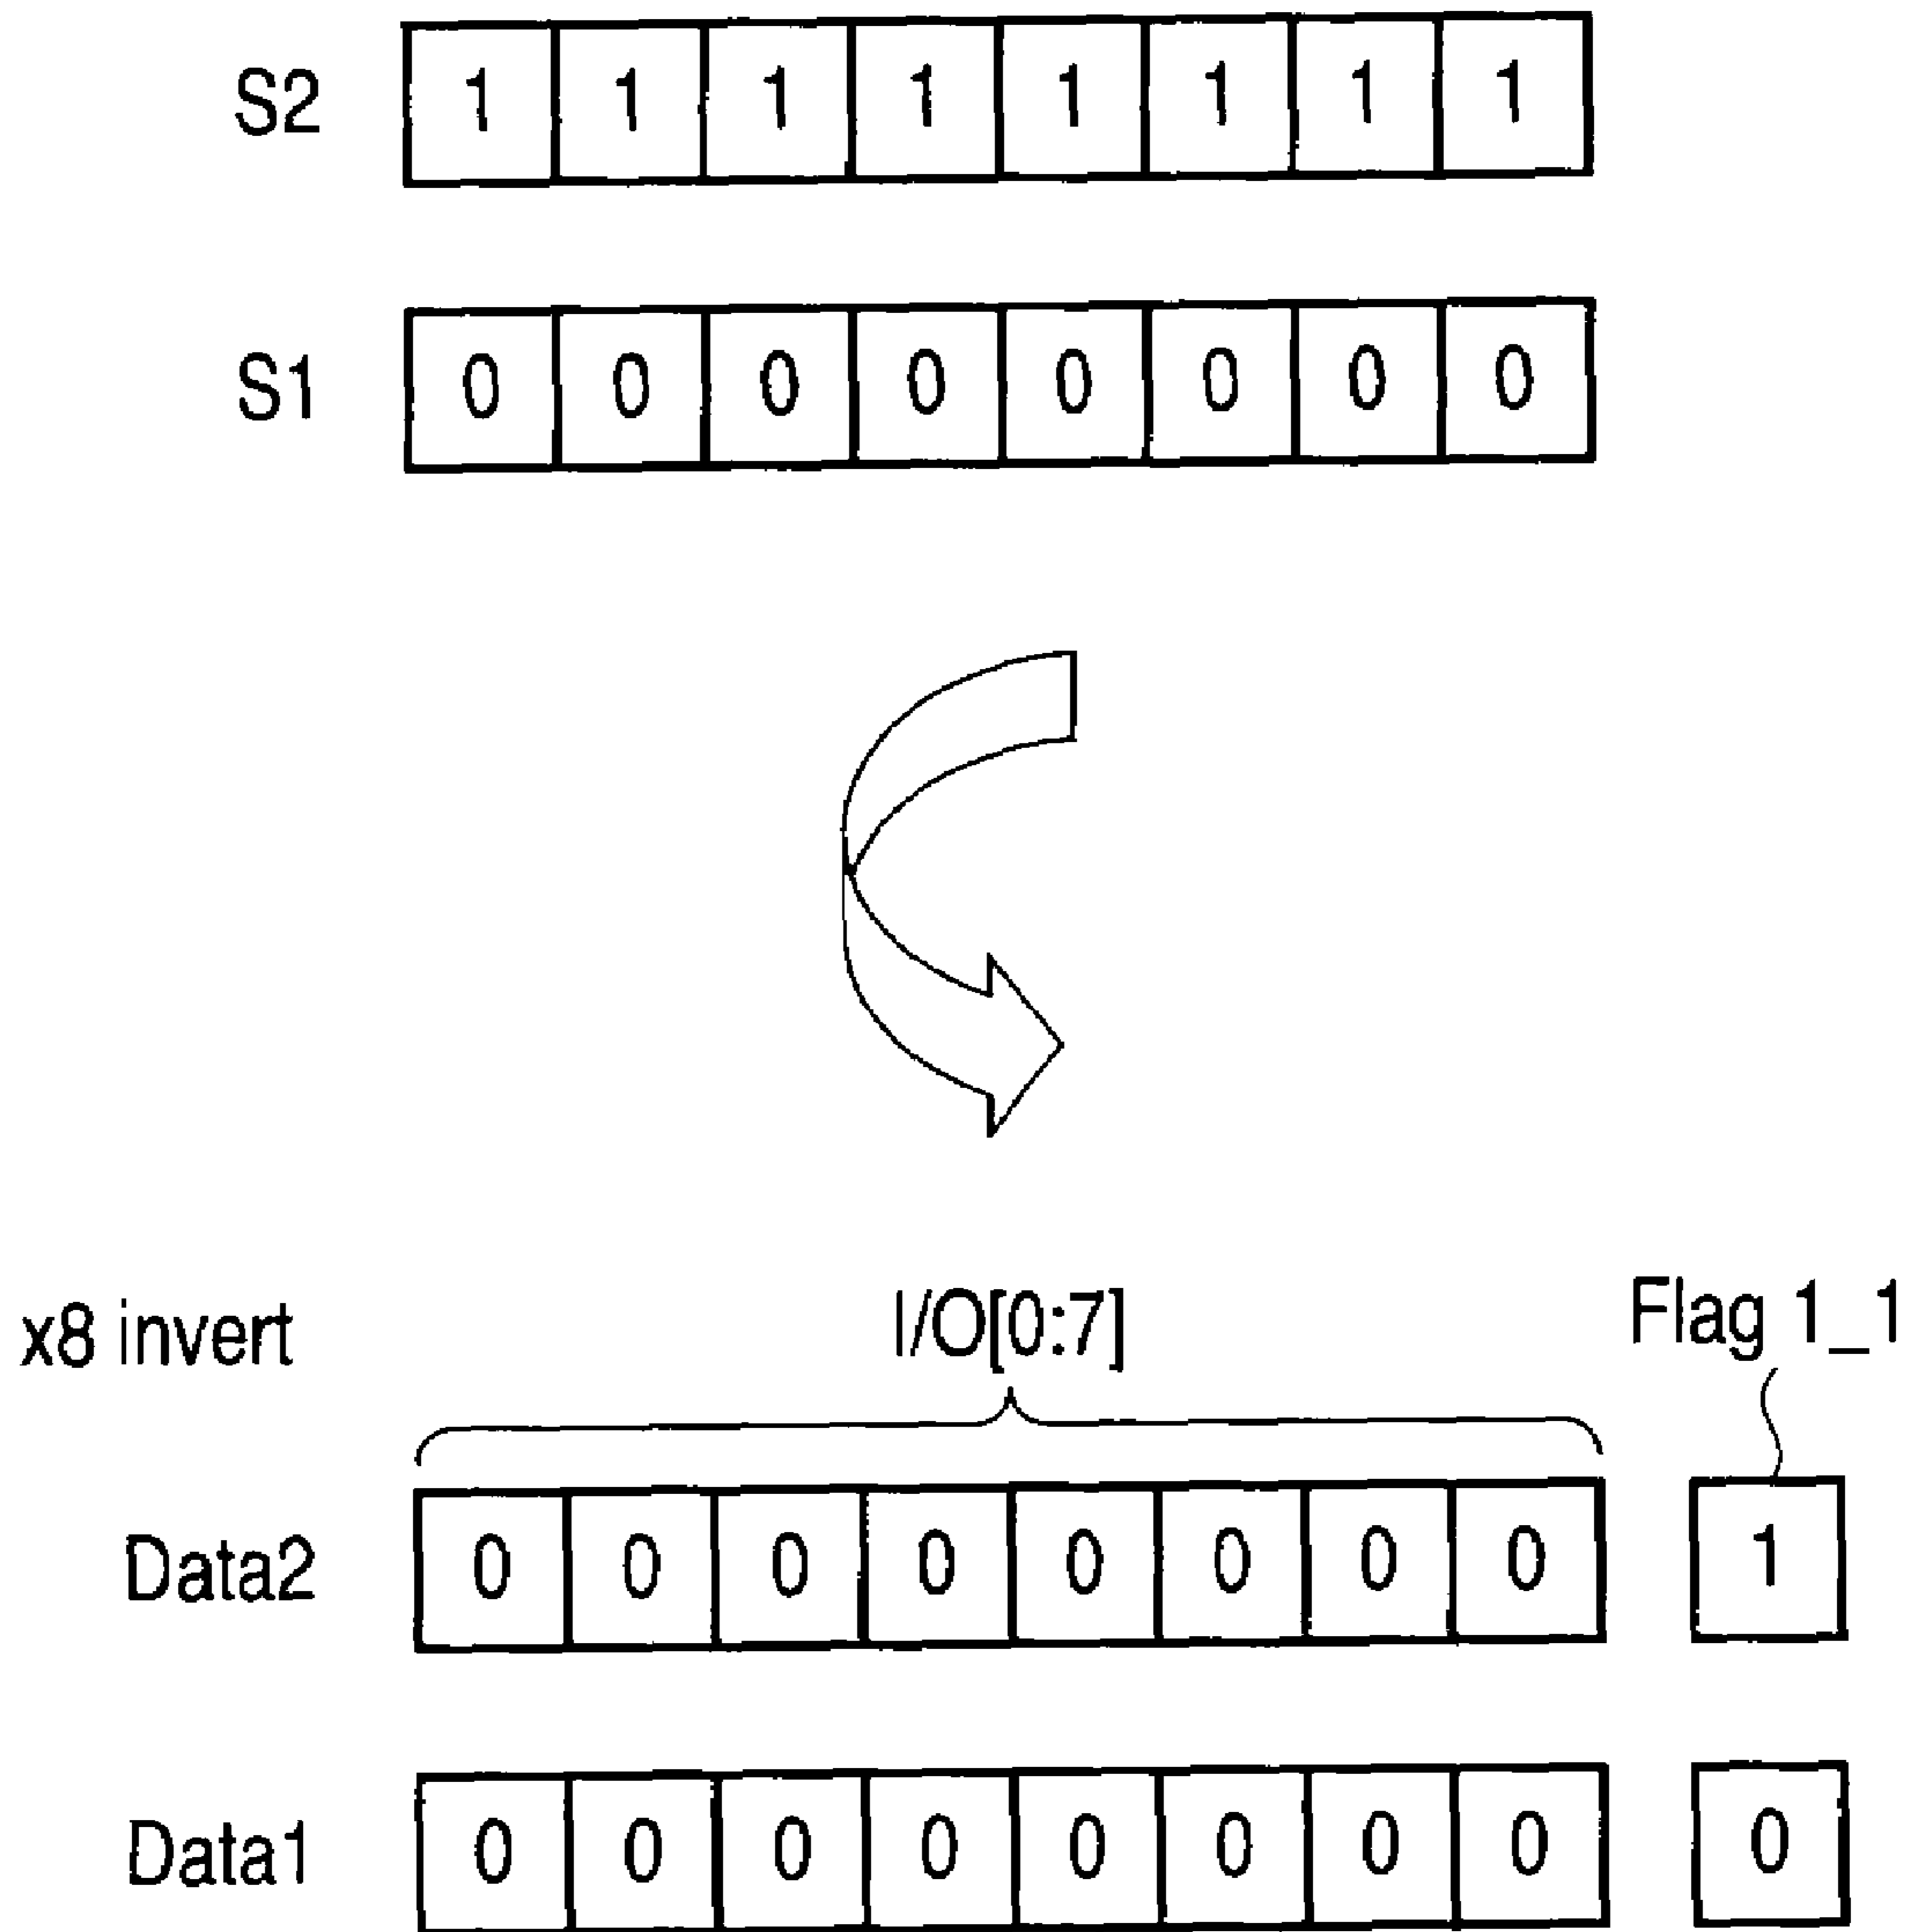 S2 1 1 1 1 1 1 1 1
S1 0 0 0 0 0 0 0 0
x8 invert I/O[0:7] Flag 1_1
Data2 0 0 0 0 0 0 0 0 1
Data1 0 0 0 0 0 0 0 0 0